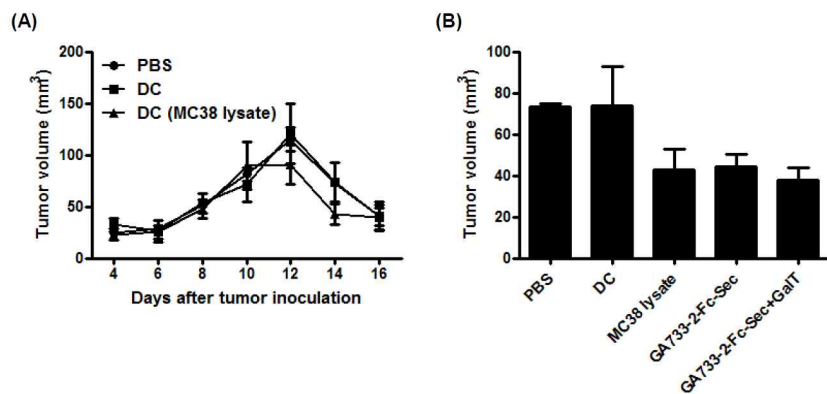 (A)
Tumor volume (mm3)
200
150
100
50
0
PBS
DC
DC (MC38 lysate)
4 6 8 10 12 14 16
Days after tumor inoculation
(B)
Tumor volume (mm3)
100
80
60
40
20
0
PBS
DC
MC38 lysate
GA733-2-Fc-Sec
GA733-2-Fc-Sec+GalT